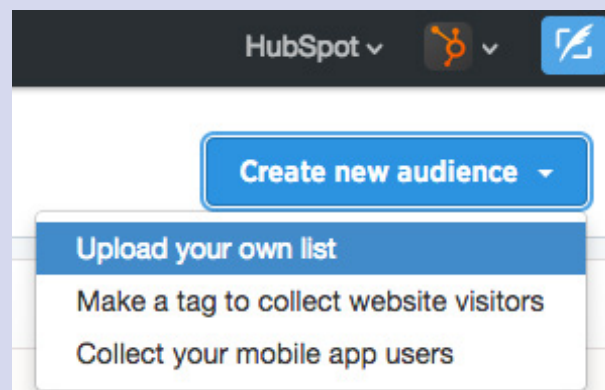 HubSpot
Create new audience
Upload your own list
Make a tag to collect website visitors
Collect your mobile app users